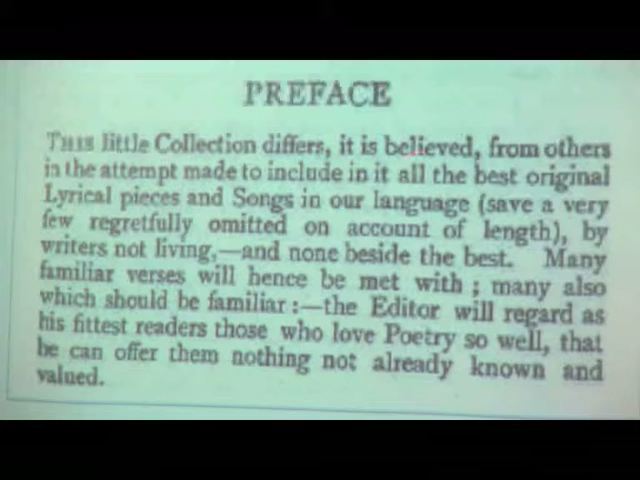 PREFACE
THIS little Collection differs, it is believed, from others
in the attempt made to include in it all the best original
Lyrical pieces and Songs in our language (save a very
few regretfully omitted on account of length), by
writers not living,—and none beside the best. Many
familiar verses will hence be met with ; many also
which should be familiar :—the Editor will regard as
his fittest readers those who love Poetry so well, that
he can offer them nothing not already known and
valued.